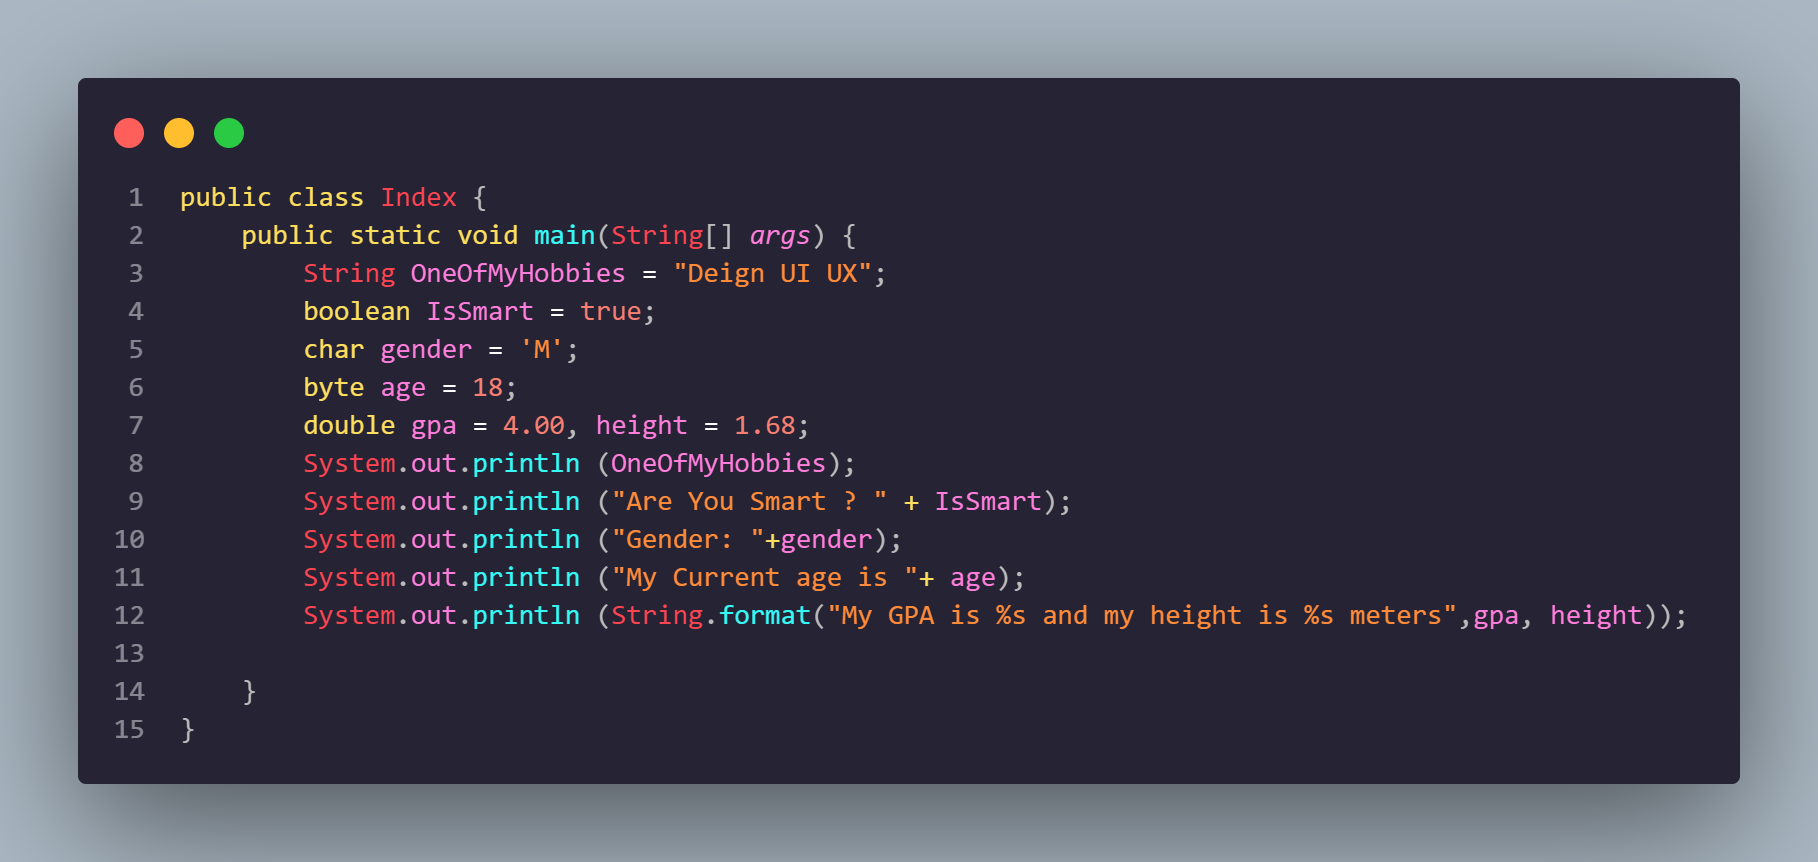 1 public class Index {
2     public static void main(String[] args) {
3         String OneOfMyHobbies = "Deign UI UX";
4         boolean IsSmart = true;
5         char gender = 'M';
6         byte age = 18;
7         double gpa = 4.00, height = 1.68;
8         System.out.println (OneOfMyHobbies);
9         System.out.println ("Are You Smart ? " + IsSmart);
10         System.out.println ("Gender: "+gender);
11         System.out.println ("My Current age is "+ age);
12         System.out.println (String.format("My GPA is %s and my height is %s meters",gpa, height));
13
14     }
15 }